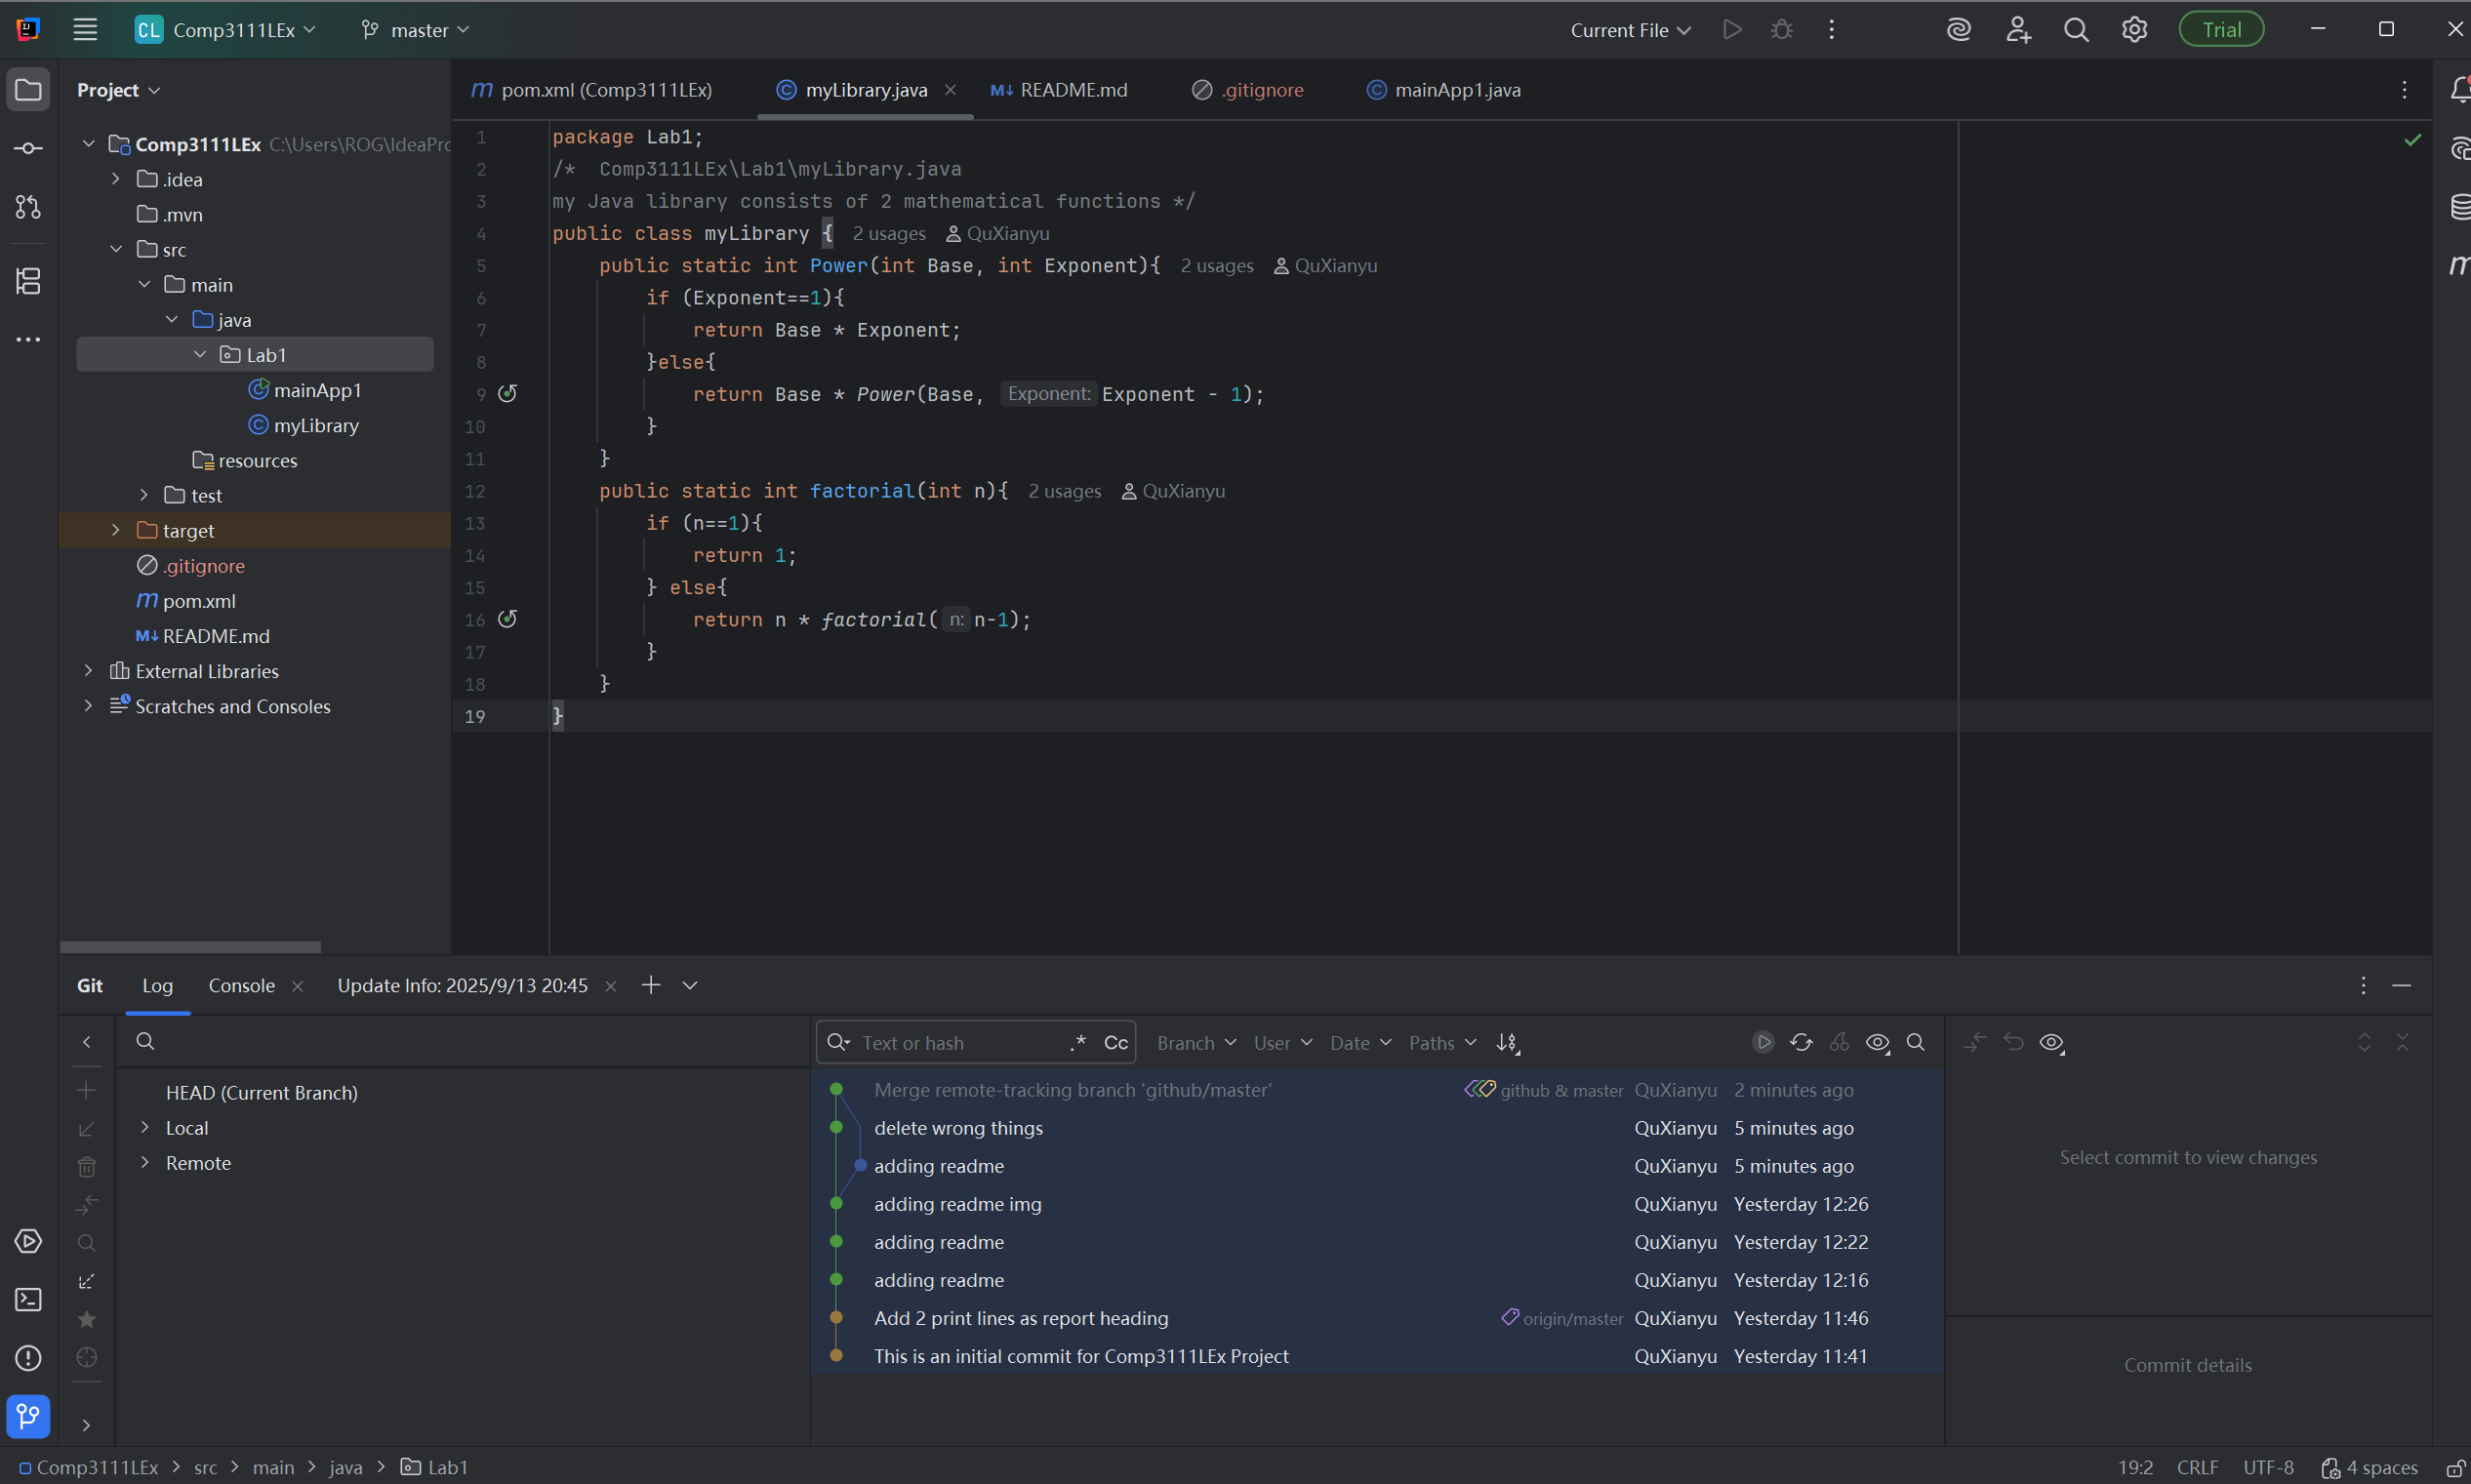 CL Comp3111LEx master Current File Trial
Project
pom.xml (Comp3111LEx) myLibrary.java README.md .gitignore mainApp1.java
Comp3111LEx C:\Users\ROG\IdeaPrc
.idea
.mvn
src
main
java
Lab1
mainApp1
myLibrary
resources
test
target
.gitignore
pom.xml
README.md
External Libraries
Scratches and Consoles
1 package Lab1;
2 /*  Comp3111LEx\Lab1\myLibrary.java
3 my Java library consists of 2 mathematical functions */
4 public class myLibrary { 2 usages QuXianyu
5     public static int Power(int Base, int Exponent){ 2 usages QuXianyu
6         if (Exponent==1){
7             return Base * Exponent;
8         }else{
9             return Base * Power(Base, Exponent: Exponent - 1);
10         }
11     }
12     public static int factorial(int n){ 2 usages QuXianyu
13         if (n==1){
14             return 1;
15         } else{
16             return n * factorial( n: n-1);
17         }
18     }
19 }
Git Log Console Update Info: 2025/9/13 20:45
HEAD (Current Branch)
Local
Remote
Text or hash .* Cc Branch User Date Paths
Merge remote-tracking branch 'github/master' github & master QuXianyu 2 minutes ago
delete wrong things QuXianyu 5 minutes ago
adding readme QuXianyu 5 minutes ago
adding readme img QuXianyu Yesterday 12:26
adding readme QuXianyu Yesterday 12:22
adding readme QuXianyu Yesterday 12:16
Add 2 print lines as report heading origin/master QuXianyu Yesterday 11:46
This is an initial commit for Comp3111LEx Project QuXianyu Yesterday 11:41
Select commit to view changes
Commit details
Comp3111LEx > src > main > java > Lab1 19:2 CRLF UTF-8 4 spaces